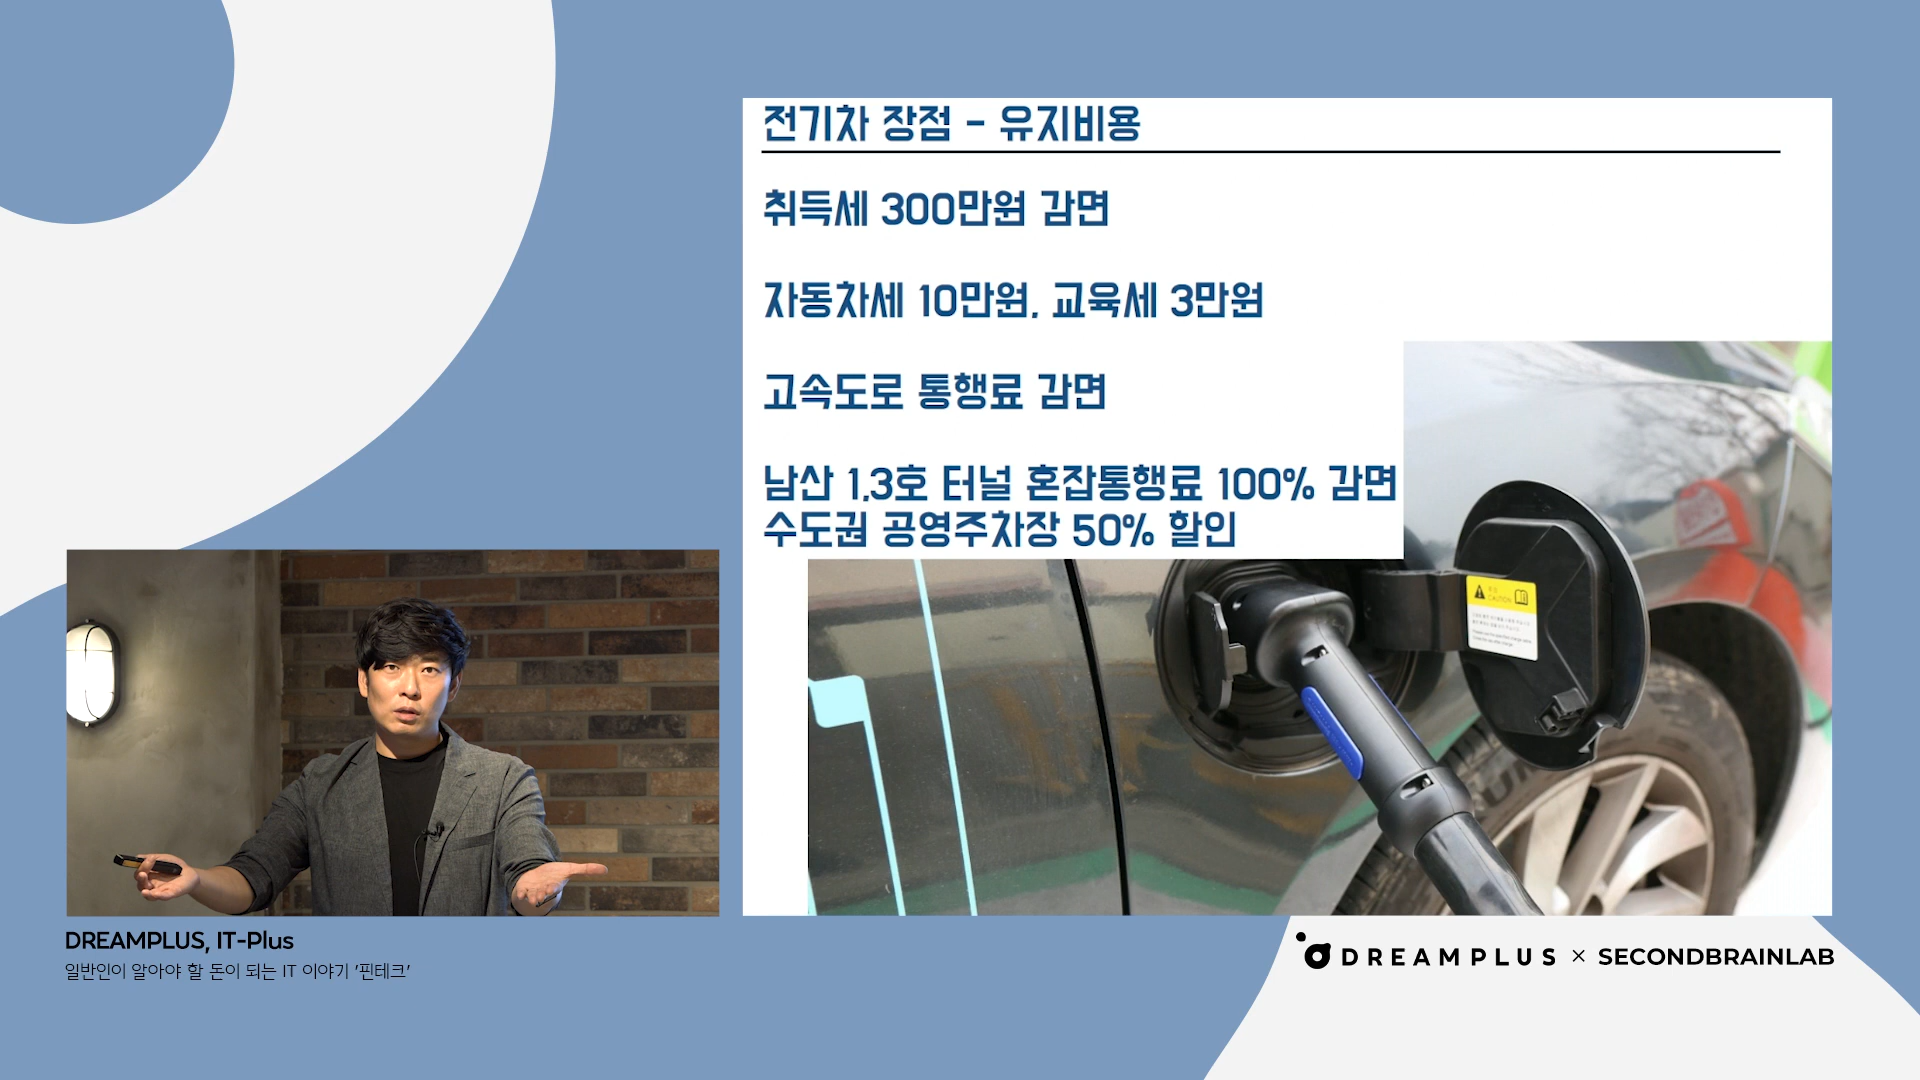 전기차 장점 - 유지비용
취득세 300만원 감면
자동차세 10만원, 교육세 3만원
고속도로 통행료 감면
남산 1,3호 터널 혼잡통행료 100% 감면
수도권 공영주차장 50% 할인
CAUTION
DREAMPLUS, IT-Plus
일반인이 알아야 할 돈이 되는 IT 이야기 '핀테크'
DREAMPLUS × SECONDBRAINLAB